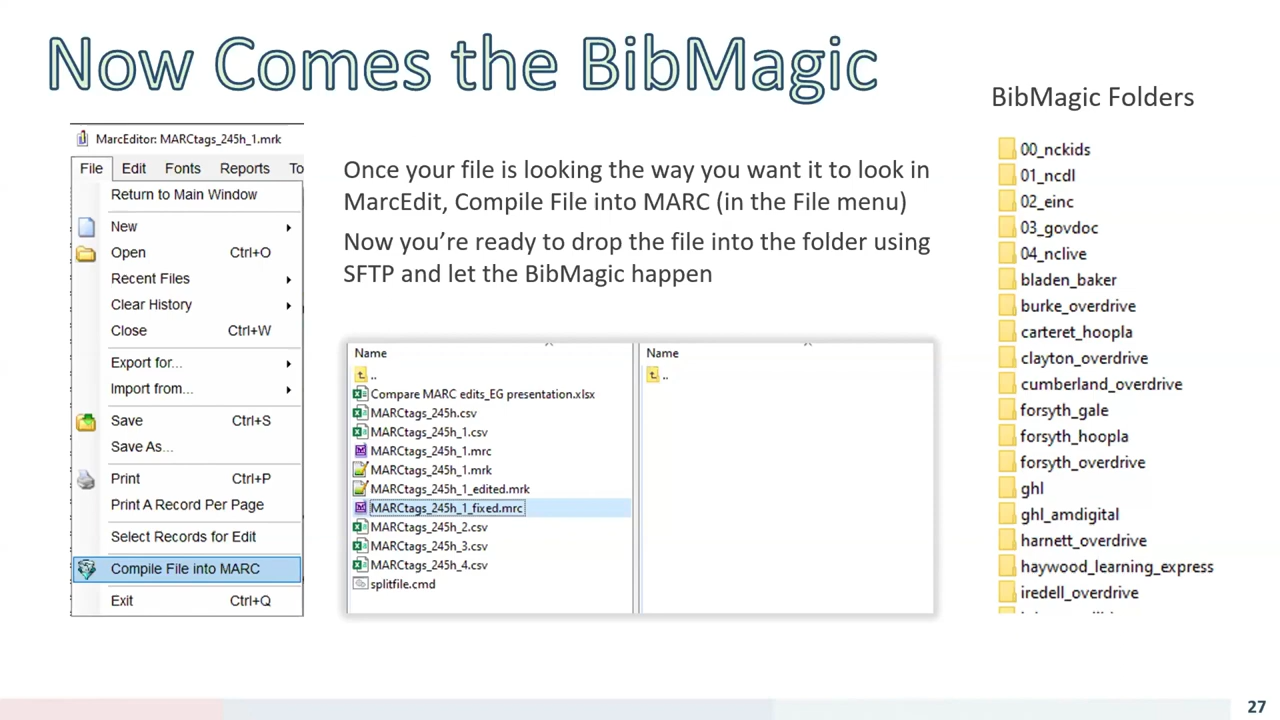 Now Comes the BibMagic
MarcEditor: MARCtags_245h_1.mrk
File Edit Fonts Reports To
Return to Main Window
New
Open Ctrl+O
Recent Files
Clear History
Close Ctrl+W
Export for...
Import from...
Save Ctrl+S
Save As...
Print Ctrl+P
Print A Record Per Page
Select Records for Edit
Compile File into MARC
Exit Ctrl+Q
Once your file is looking the way you want it to look in
MarcEdit, Compile File into MARC (in the File menu)
Now you’re ready to drop the file into the folder using
SFTP and let the BibMagic happen
Name
..
Compare MARC edits_EG presentation.xlsx
MARCtags_245h.csv
MARCtags_245h_1.csv
MARCtags_245h_1.mrc
MARCtags_245h_1.mrk
MARCtags_245h_1_edited.mrk
MARCtags_245h_1_fixed.mrc
MARCtags_245h_2.csv
MARCtags_245h_3.csv
MARCtags_245h_4.csv
splitfile.cmd
Name
..
BibMagic Folders
00_nckids
01_ncdl
02_einc
03_govdoc
04_nclive
bladen_baker
burke_overdrive
carteret_hoopla
clayton_overdrive
cumberland_overdrive
forsyth_gale
forsyth_hoopla
forsyth_overdrive
ghl
ghl_amdigital
harnett_overdrive
haywood_learning_express
iredell_overdrive
27